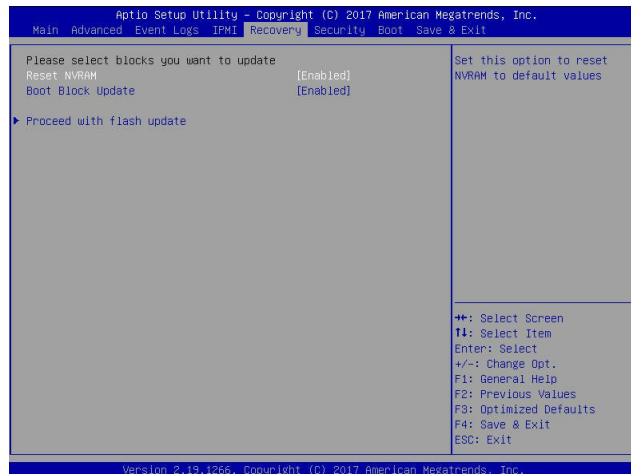 Aptio Setup Utility – Copyright (C) 2017 American Megatrends, Inc.
Main Advanced Event Logs IPMI Recovery Security Boot Save & Exit
Please select blocks you want to update
Reset NVRAM [Enabled]
Boot Block Update [Enabled]
Proceed with flash update
Set this option to reset
NVRAM to default values
→←: Select Screen
↑↓: Select Item
Enter: Select
+/-: Change Opt.
F1: General Help
F2: Previous Values
F3: Optimized Defaults
F4: Save & Exit
ESC: Exit
Version 2.19.1266. Copyright (C) 2017 American Megatrends, Inc.